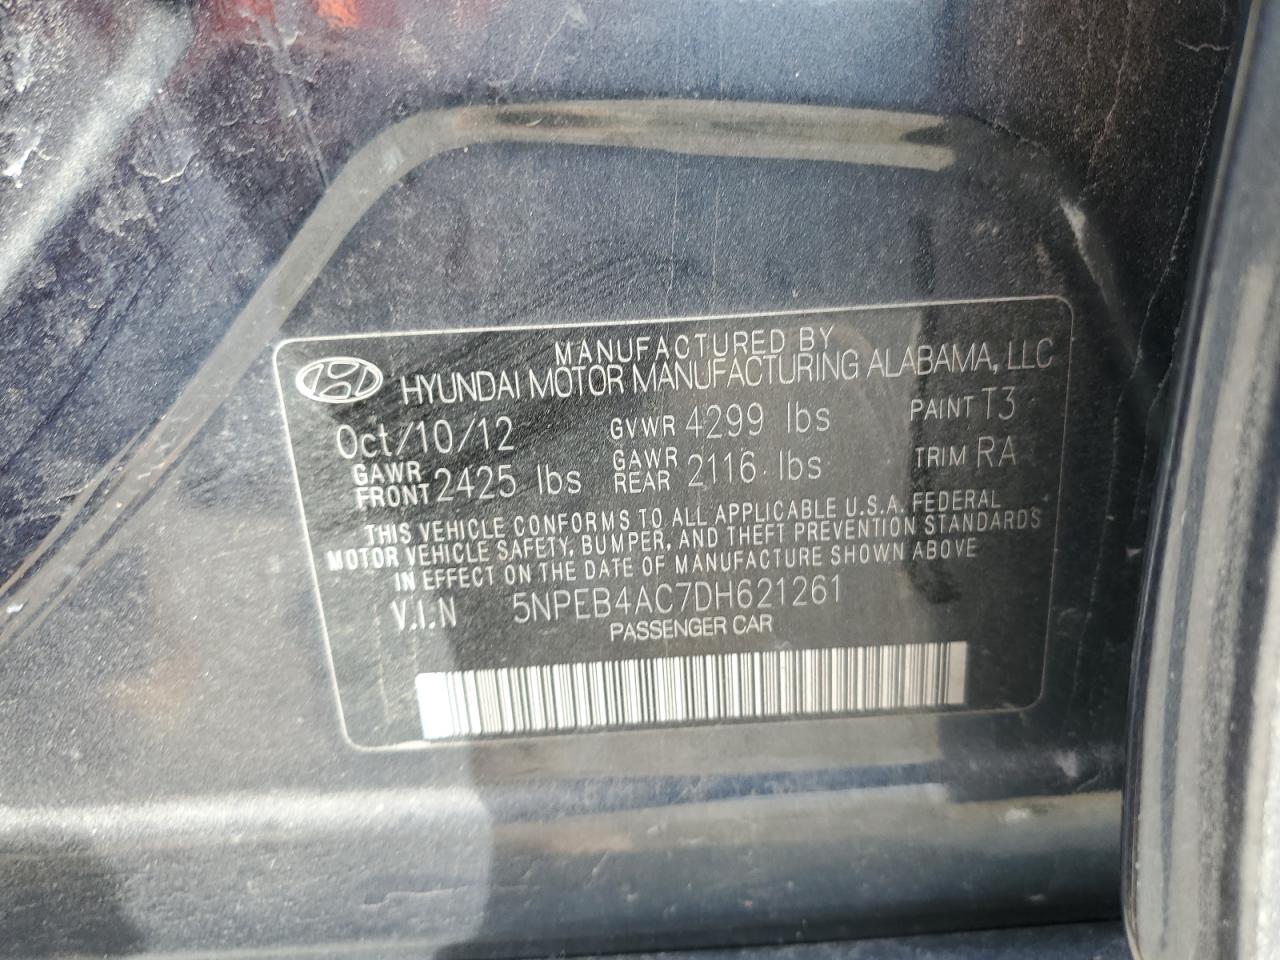 MANUFACTURED BY
HYUNDAI MOTOR MANUFACTURING ALABAMA, LLC
Oct/10/12 GVWR 4299 lbs PAINT T3
GAWR FRONT 2425 lbs GAWR REAR 2116 lbs TRIM RA
THIS VEHICLE CONFORMS TO ALL APPLICABLE U.S.A. FEDERAL
MOTOR VEHICLE SAFETY, BUMPER, AND THEFT PREVENTION STANDARDS
IN EFFECT ON THE DATE OF MANUFACTURE SHOWN ABOVE
V.I.N 5NPEB4AC7DH621261
PASSENGER CAR